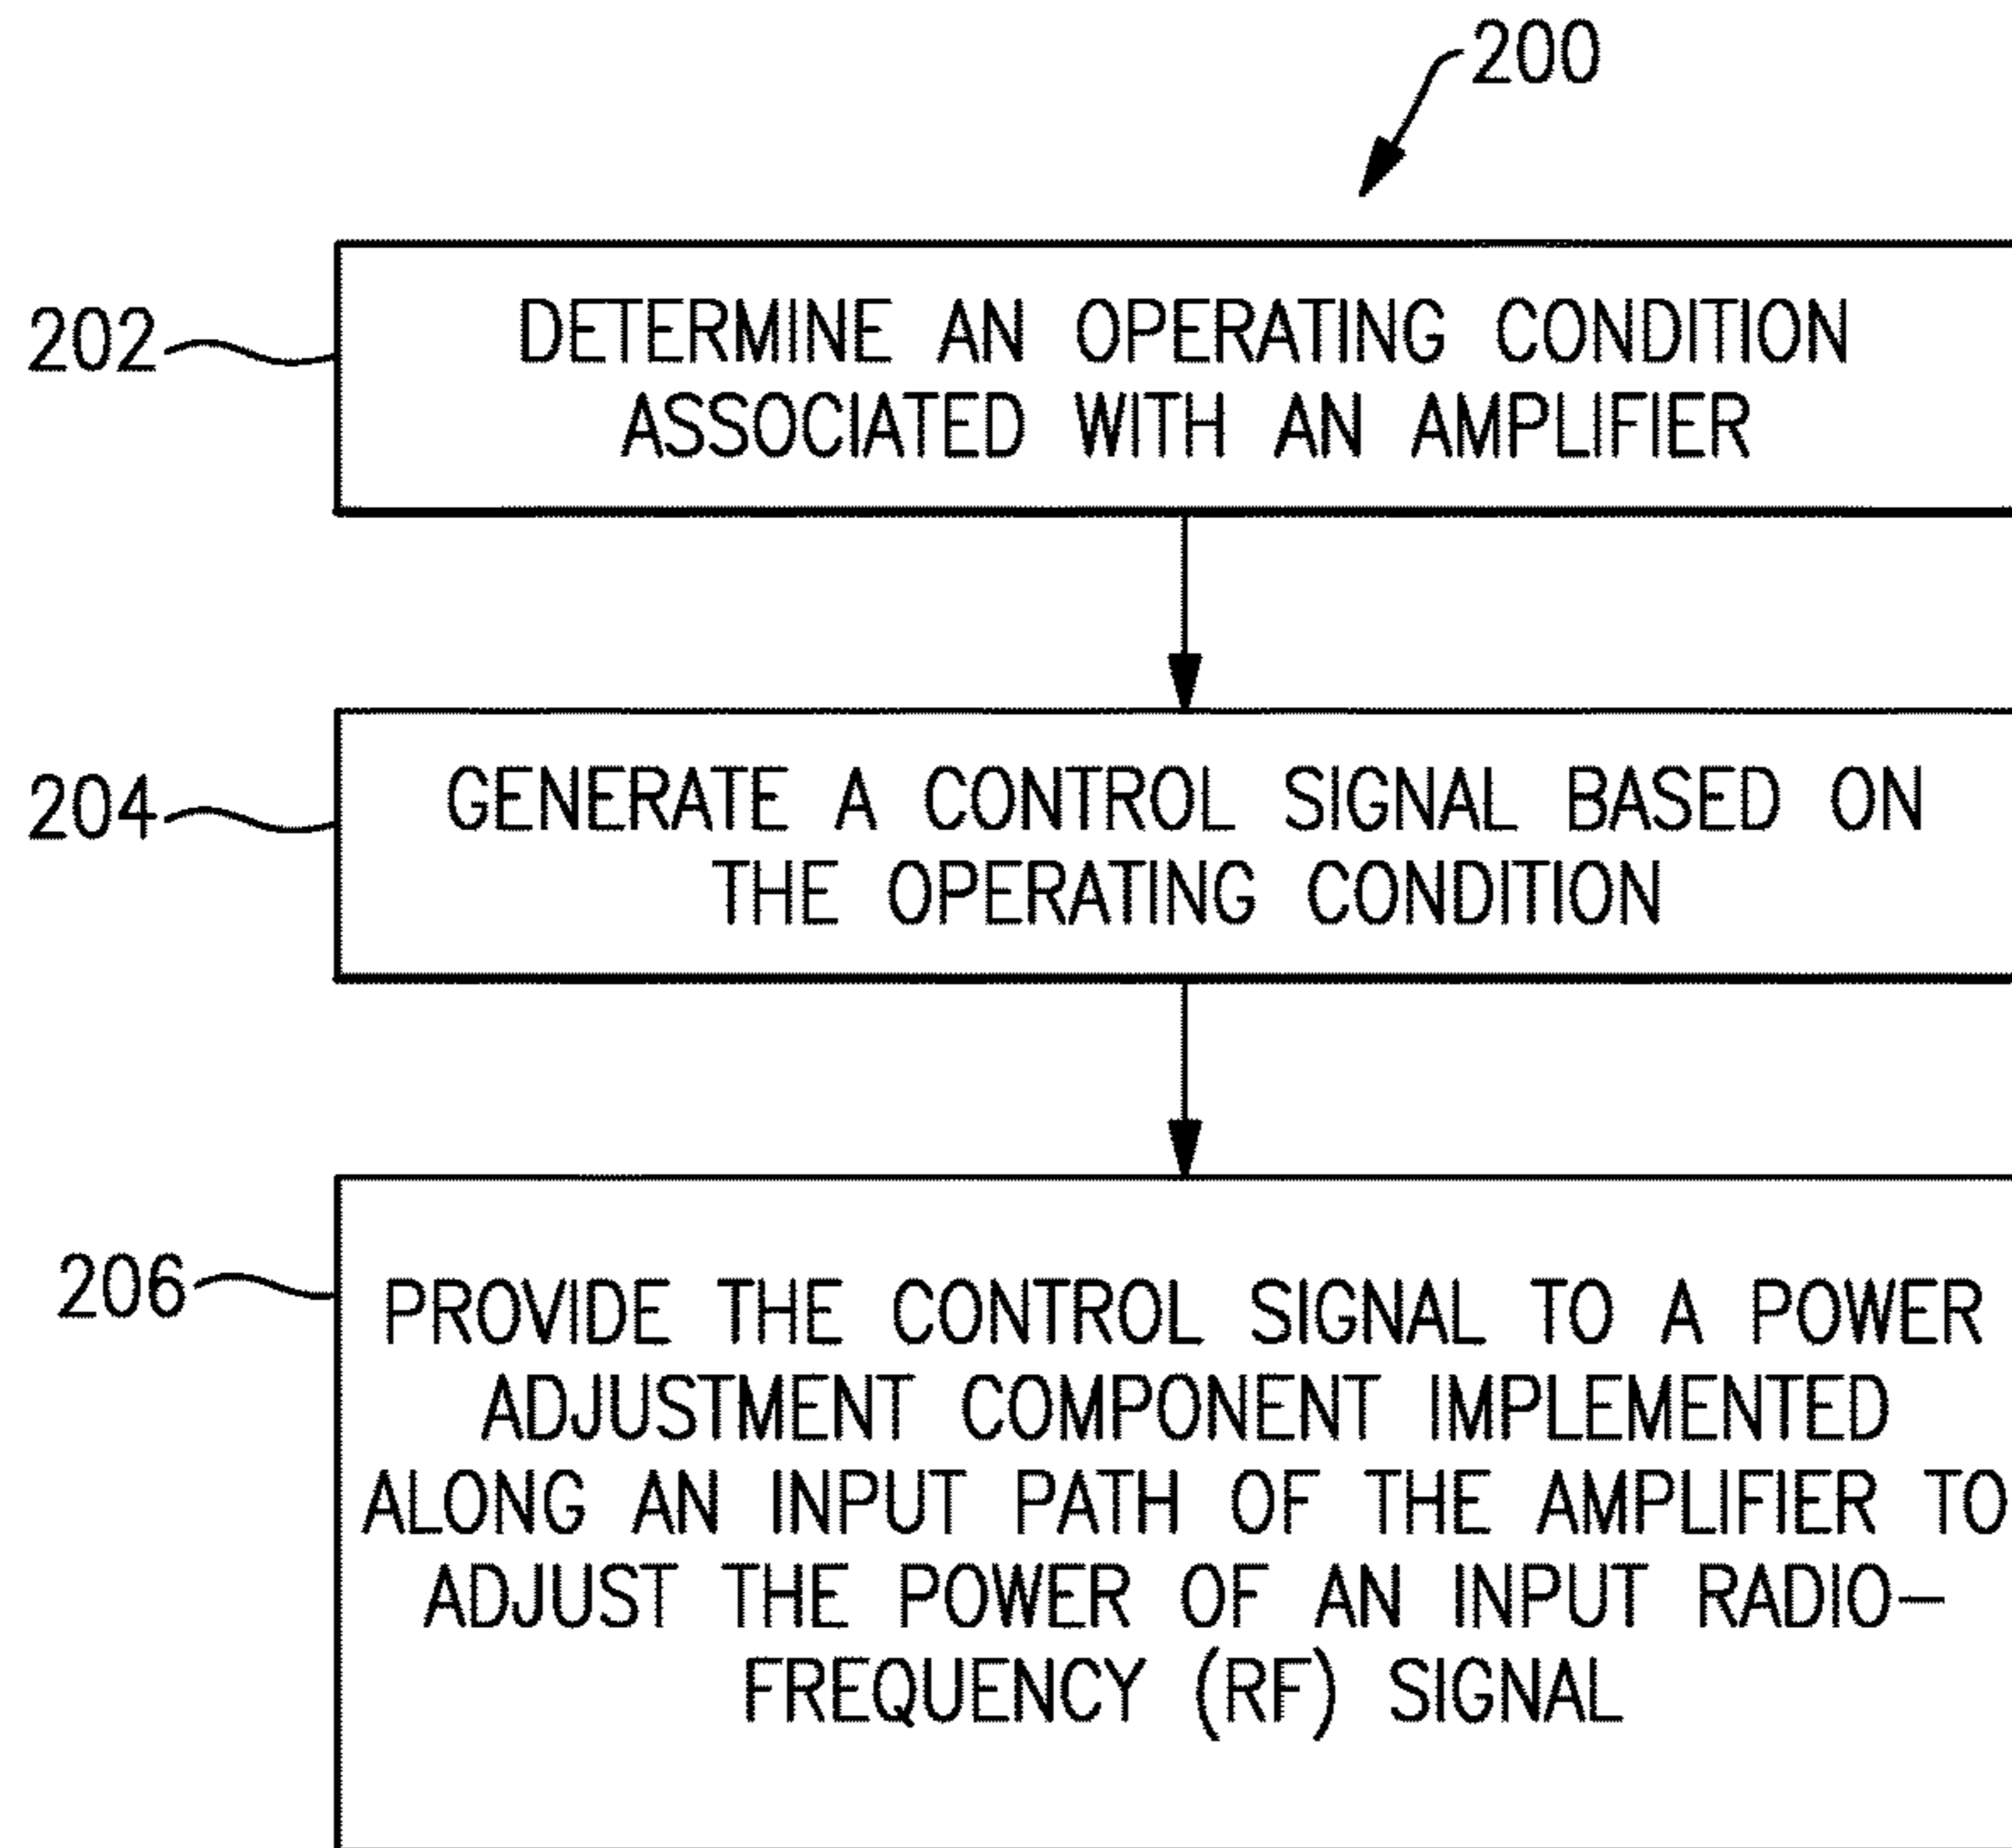 200
202
DETERMINE AN OPERATING CONDITION
ASSOCIATED WITH AN AMPLIFIER
204
GENERATE A CONTROL SIGNAL BASED ON
THE OPERATING CONDITION
206
PROVIDE THE CONTROL SIGNAL TO A POWER
ADJUSTMENT COMPONENT IMPLEMENTED
ALONG AN INPUT PATH OF THE AMPLIFIER TO
ADJUST THE POWER OF AN INPUT RADIO-
FREQUENCY (RF) SIGNAL